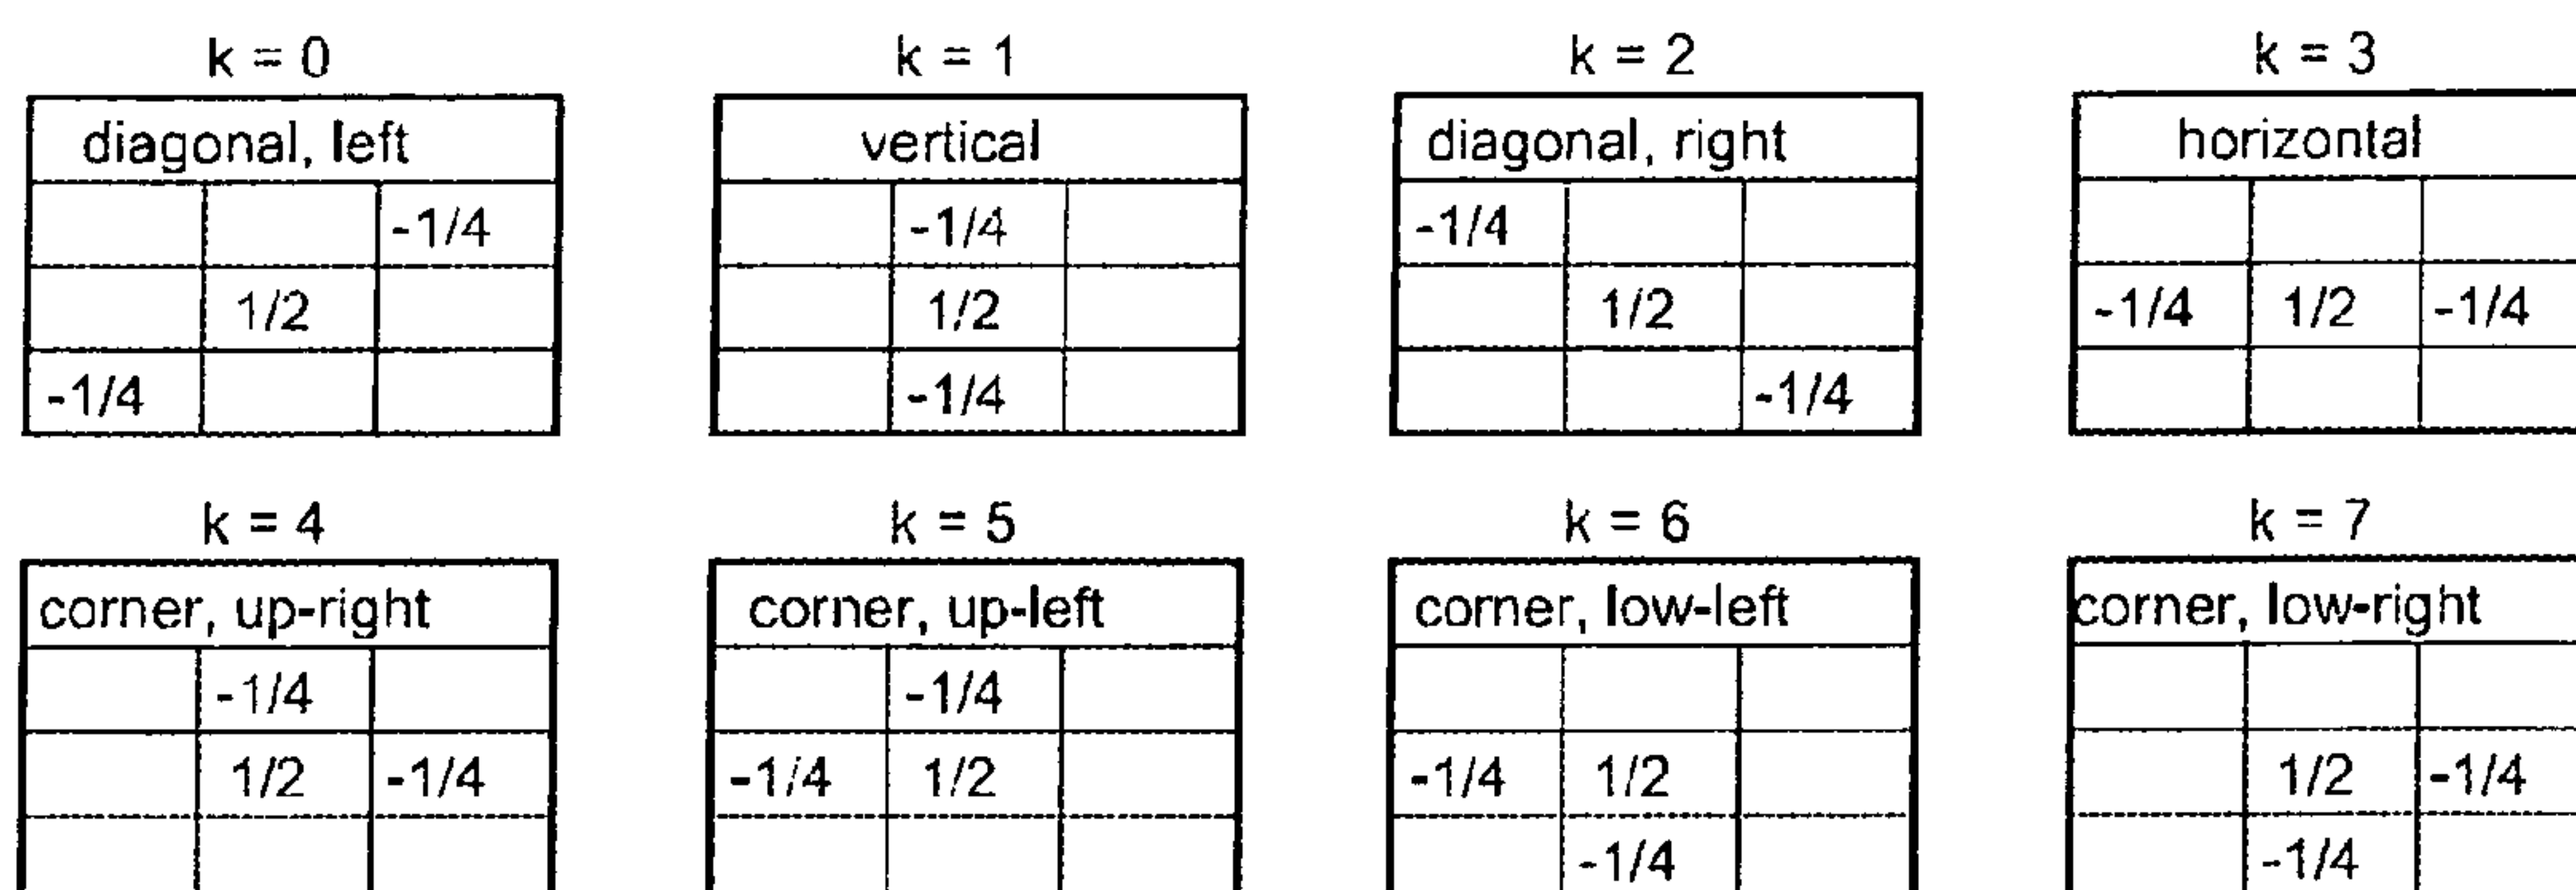 k = 0 k = 1 k = 2 k = 3
diagonal, left vertical diagonal, right horizontal
-1/4 -1/4 -1/4
1/2 1/2 1/2 -1/4 1/2 -1/4
-1/4 -1/4 -1/4
k = 4 k = 5 k = 6 k = 7
corner, up-right corner, up-left corner, low-left corner, low-right
-1/4 -1/4
1/2 -1/4 -1/4 1/2 -1/4 1/2 1/2 -1/4
-1/4 -1/4